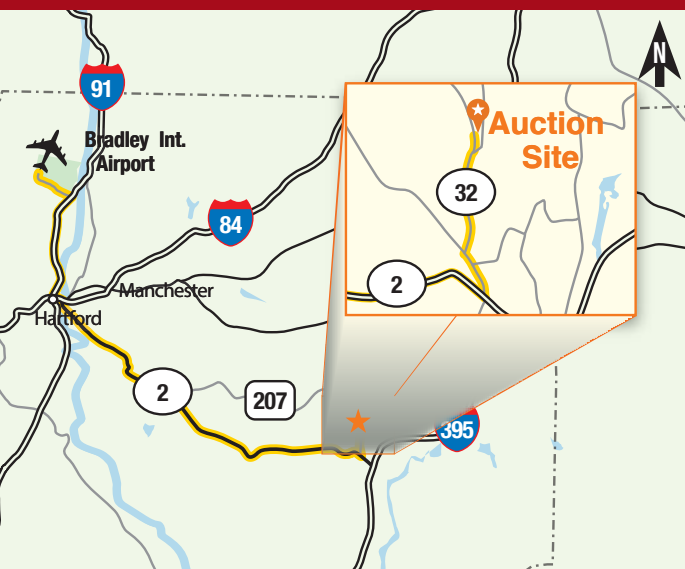 N
91
Bradley Int.
Airport
Auction
Site
32
84
2
Manchester
Hartford
2
207
395